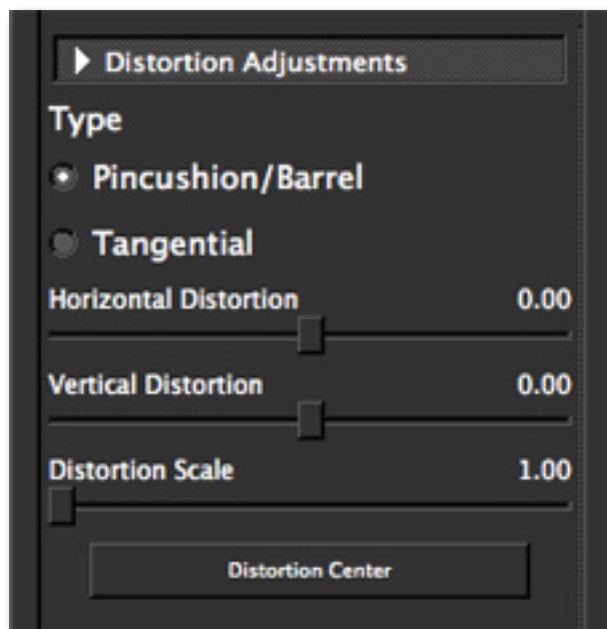 Distortion Adjustments
Type
Pincushion/Barrel
Tangential
Horizontal Distortion 0.00
Vertical Distortion 0.00
Distortion Scale 1.00
Distortion Center